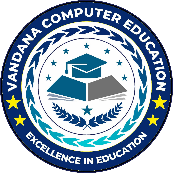 VANDANA COMPUTER EDUCATION
EXCELLENCE IN EDUCATION